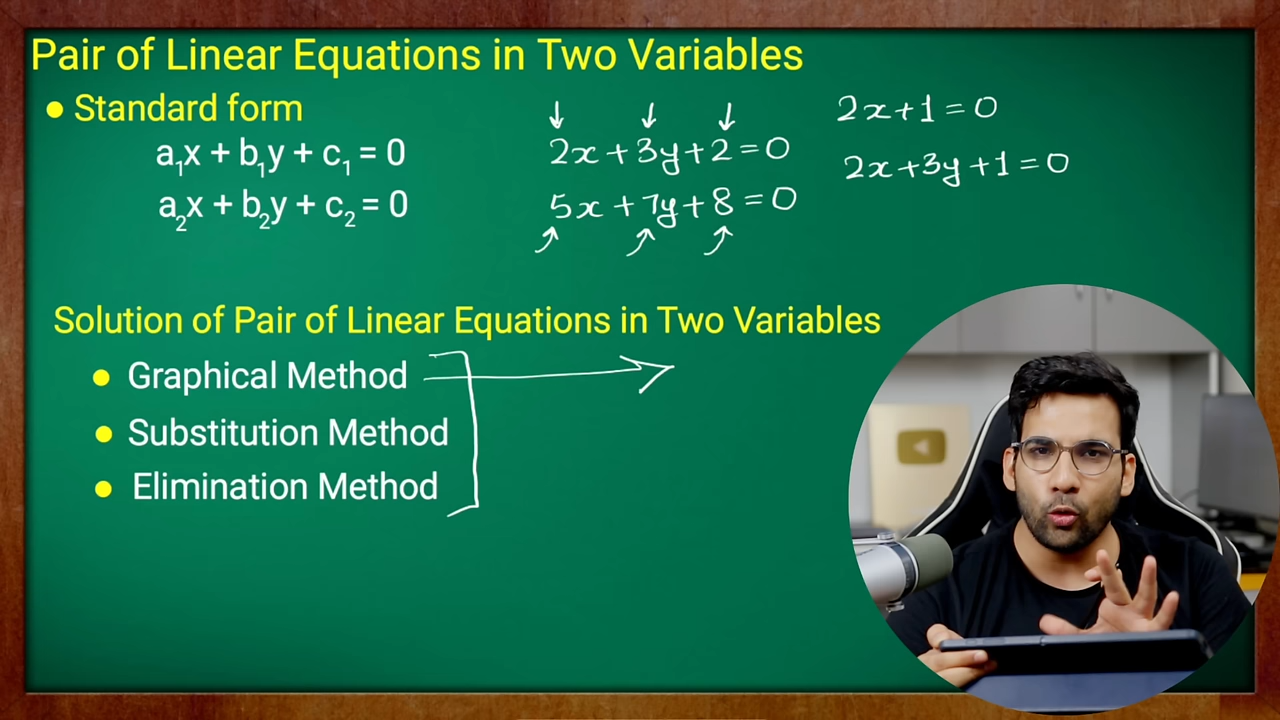 Pair of Linear Equations in Two Variables
● Standard form
a₁x + b₁y + c₁ = 0
a₂x + b₂y + c₂ = 0
2x + 3y + 2 = 0
5x + 7y + 8 = 0
2x + 1 = 0
2x + 3y + 1 = 0
Solution of Pair of Linear Equations in Two Variables
● Graphical Method
● Substitution Method
● Elimination Method